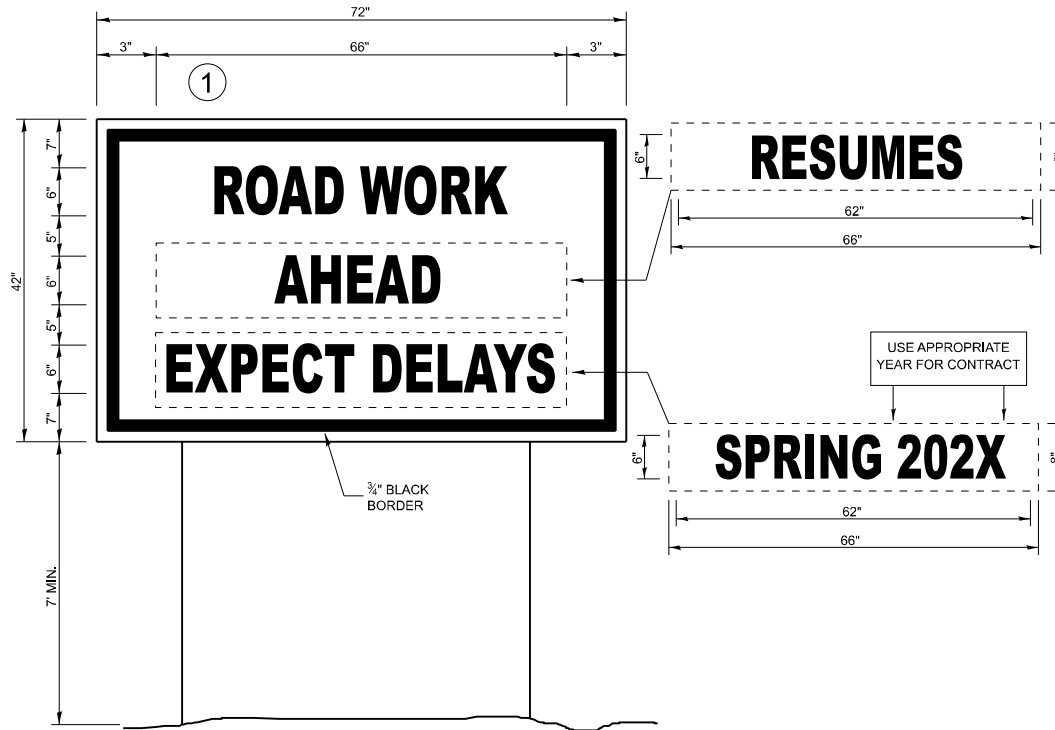 72"
3" 66" 3"
1
7"
6"
5"
6"
5"
6"
7"
42"
7' MIN.
ROAD WORK
AHEAD
EXPECT DELAYS
¾" BLACK
BORDER
6"
RESUMES
62"
66"
USE APPROPRIATE
YEAR FOR CONTRACT
6"
SPRING 202X
62"
66"